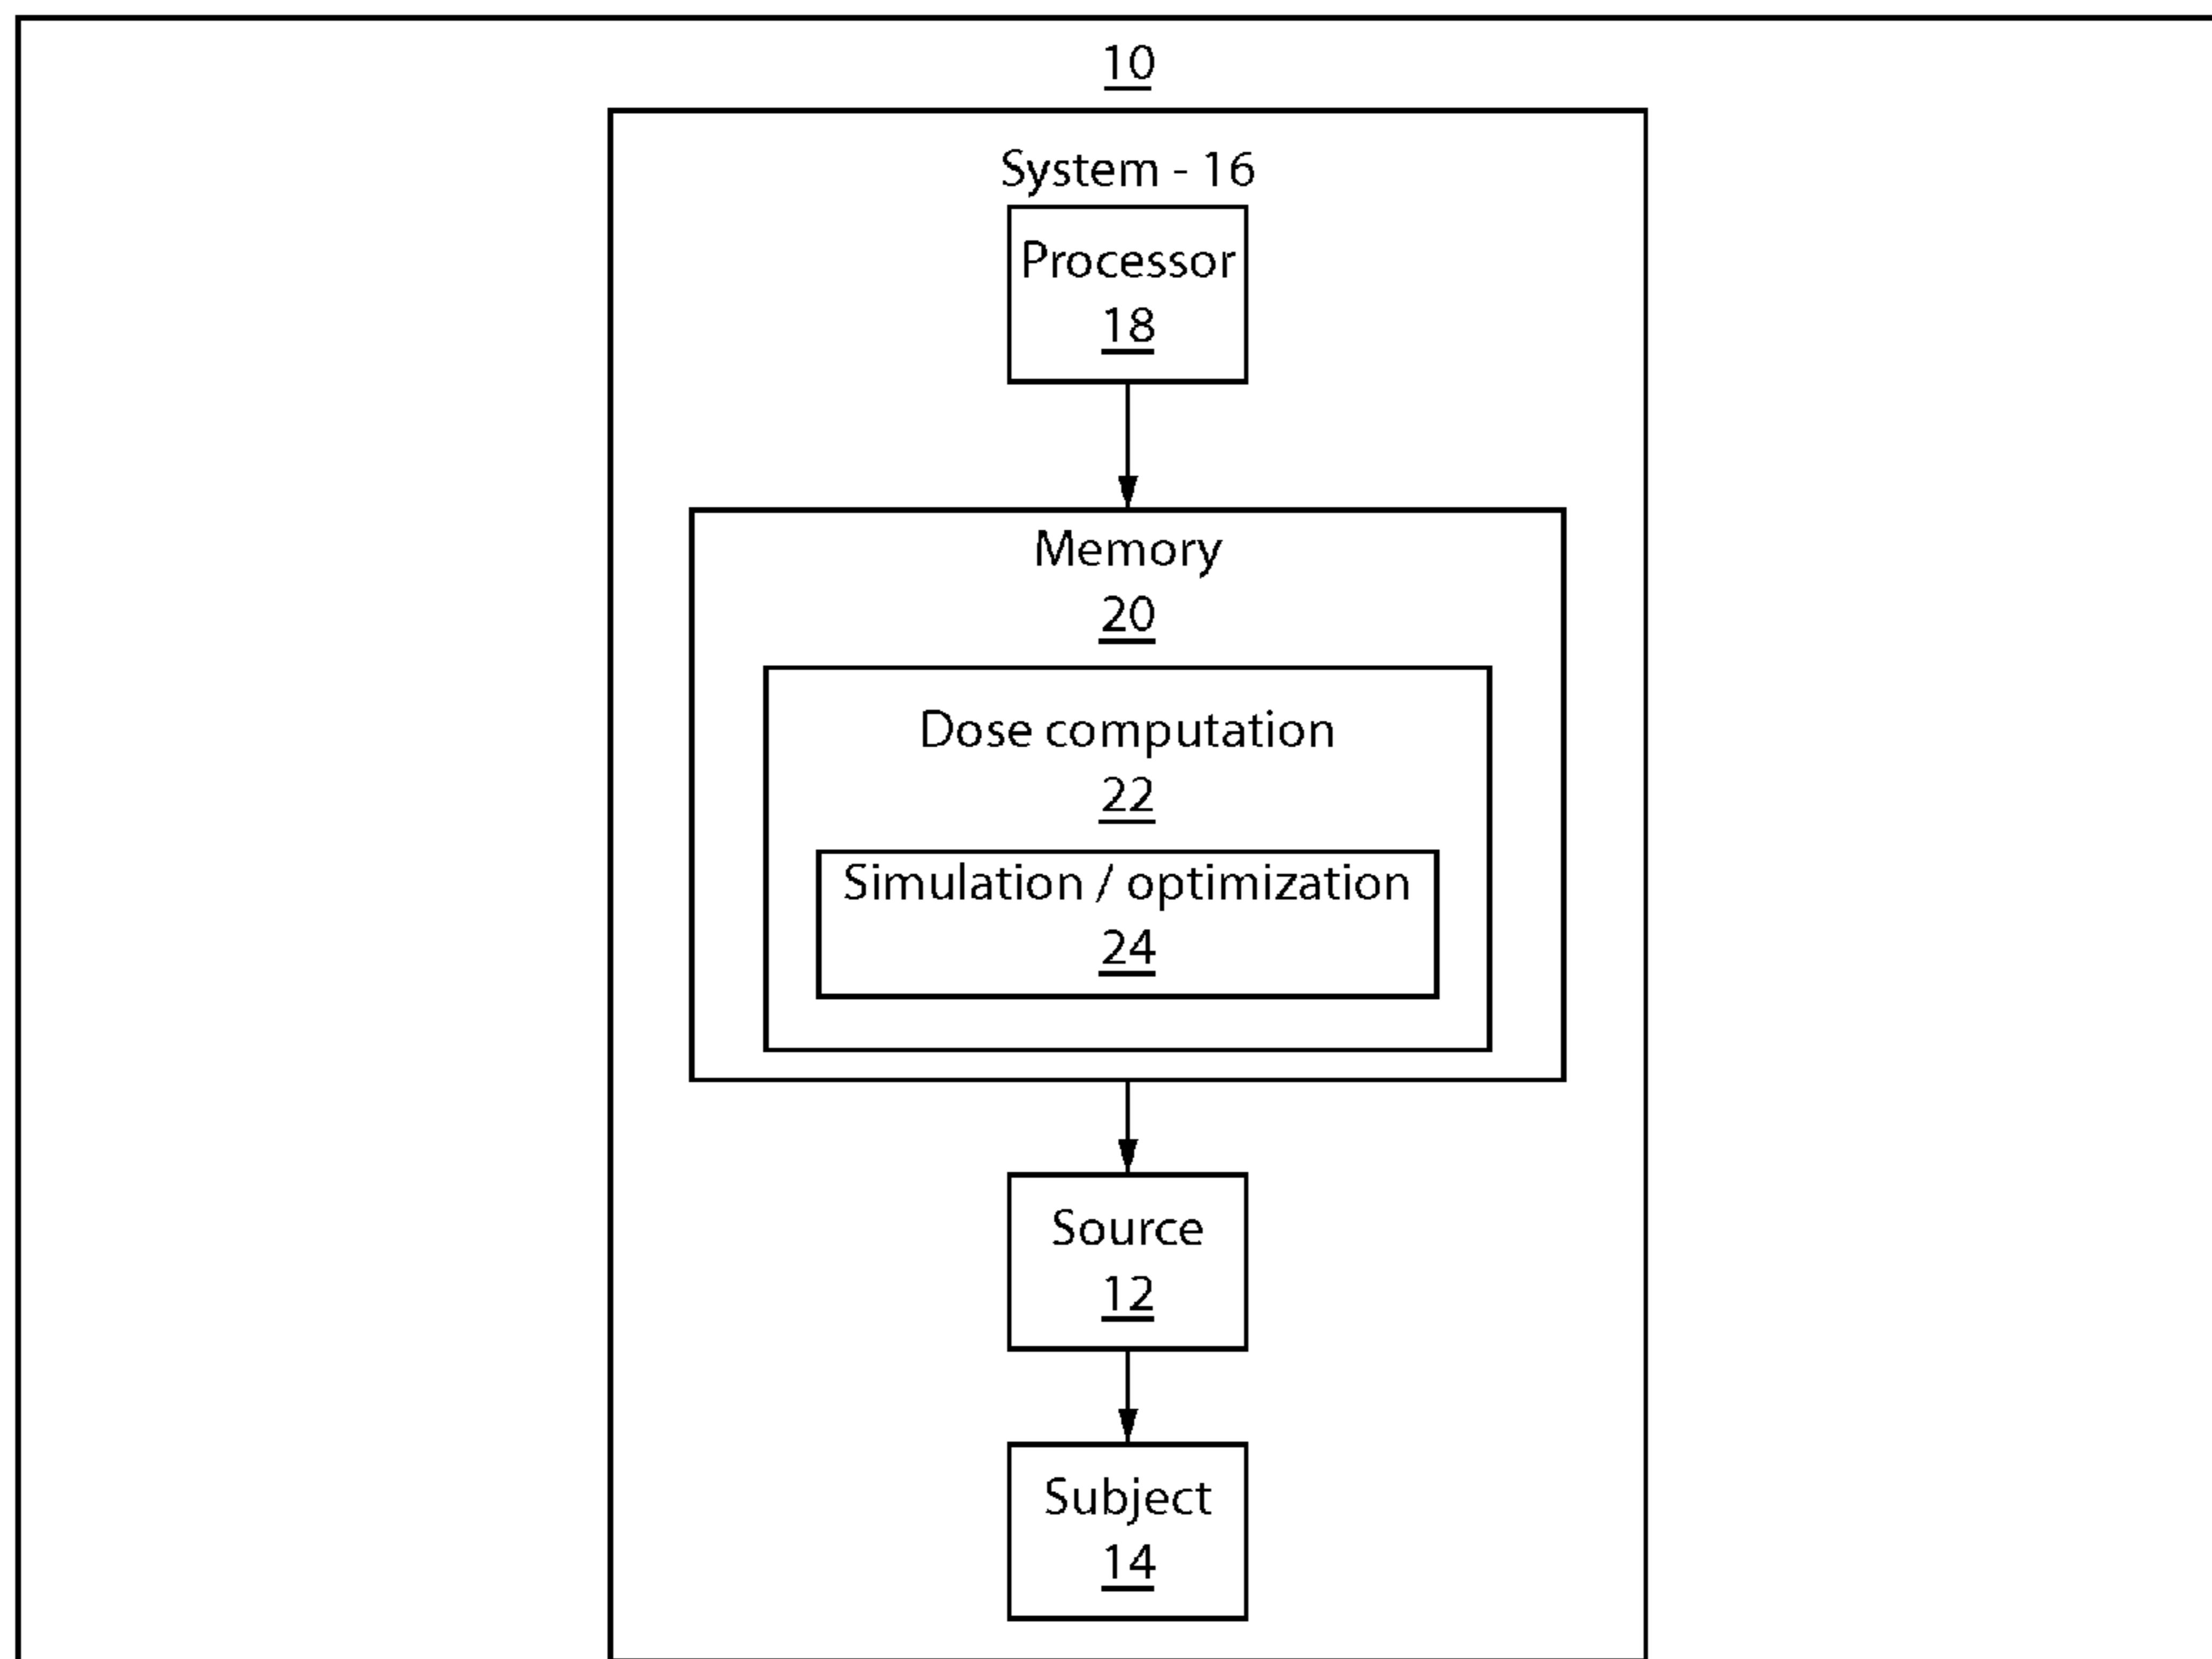 10
System - 16
Processor
18
Memory
20
Dose computation
22
Simulation / optimization
24
Source
12
Subject
14